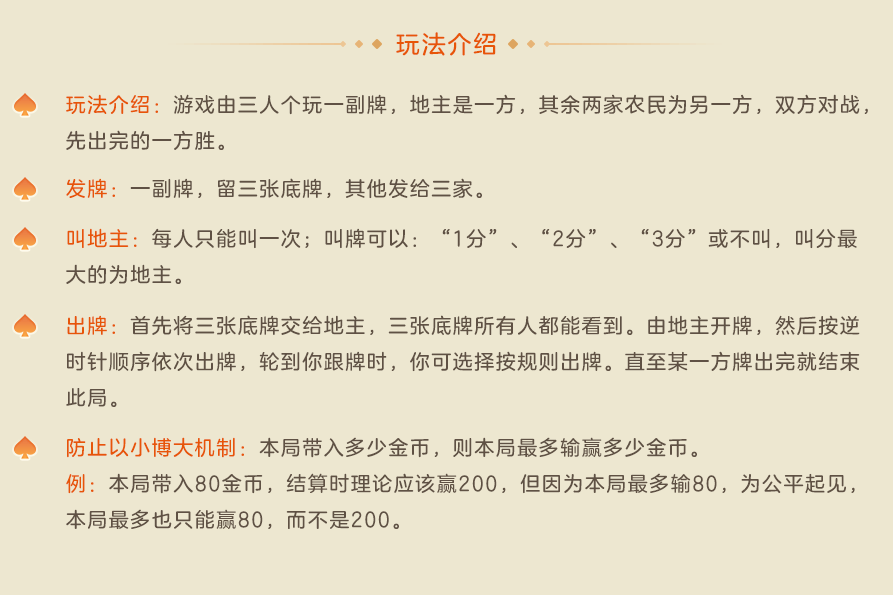 玩法介绍
玩法介绍：游戏由三人个玩一副牌，地主是一方，其余两家农民为另一方，双方对战，
先出完的一方胜。
发牌：一副牌，留三张底牌，其他发给三家。
叫地主：每人只能叫一次；叫牌可以：“1分”、“2分”、“3分”或不叫，叫分最
大的为地主。
出牌：首先将三张底牌交给地主，三张底牌所有人都能看到。由地主开牌，然后按逆
时针顺序依次出牌，轮到你跟牌时，你可选择按规则出牌。直至某一方牌出完就结束
此局。
防止以小博大机制：本局带入多少金币，则本局最多输赢多少金币。
例：本局带入80金币，结算时理论应该赢200，但因为本局最多输80，为公平起见，
本局最多也只能赢80，而不是200。